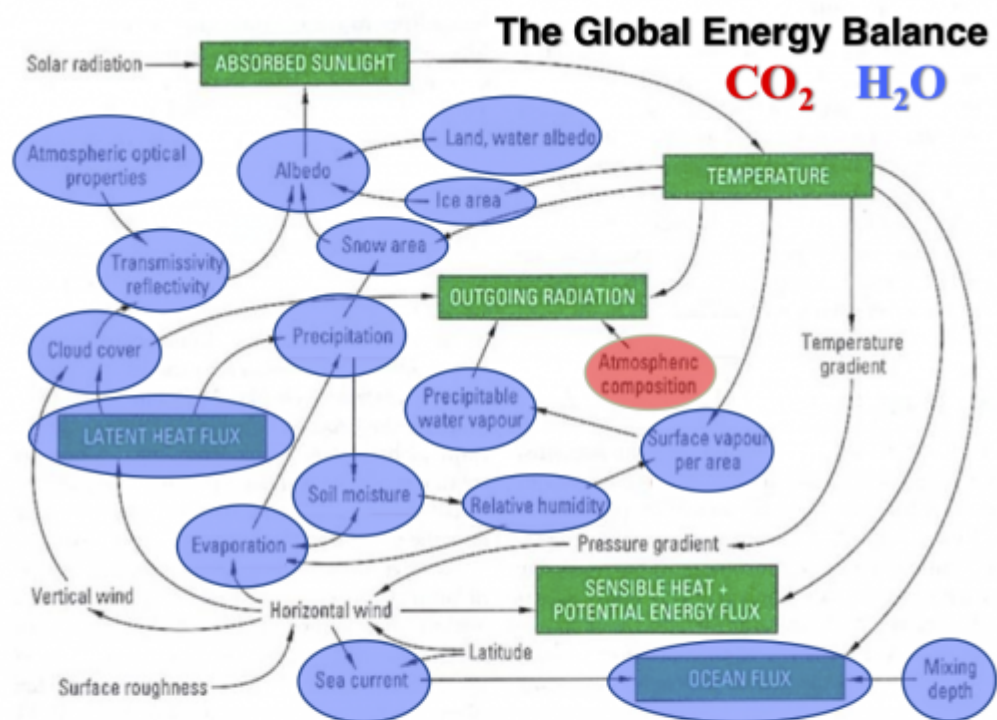 The Global Energy Balance
CO₂ H₂O
Solar radiation
ABSORBED SUNLIGHT
Land, water albedo
Atmospheric optical
properties
Albedo
TEMPERATURE
Ice area
Snow area
Transmissivity
reflectivity
OUTGOING RADIATION
Precipitation
Cloud cover
Temperature
gradient
Atmospheric
composition
Precipitable
water vapour
LATENT HEAT FLUX
Surface vapour
per area
Soil moisture
Relative humidity
Evaporation
Pressure gradient
SENSIBLE HEAT +
POTENTIAL ENERGY FLUX
Vertical wind
Horizontal wind
Latitude
Surface roughness
Sea current
OCEAN FLUX
Mixing
depth